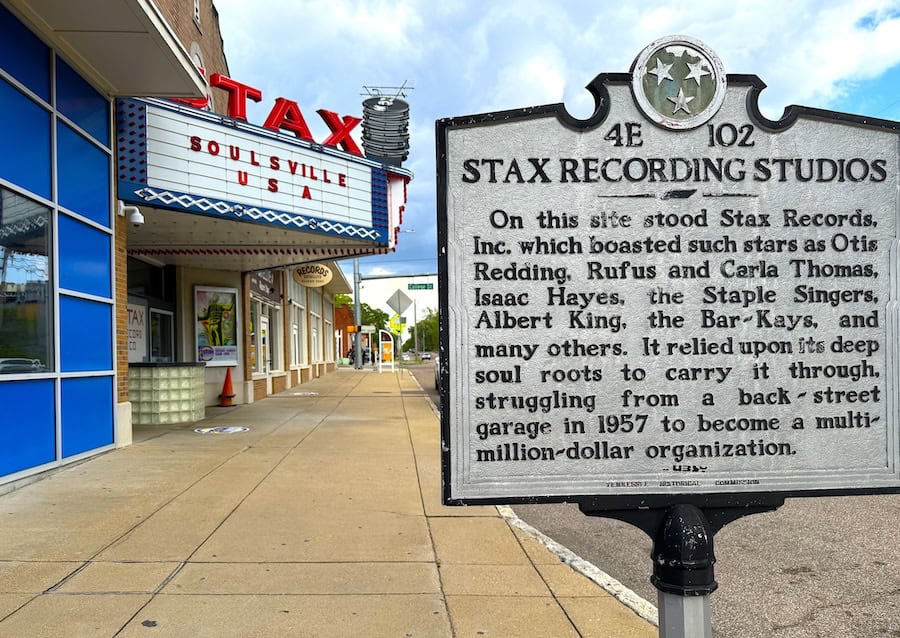 STAX
SOULSVILLE
USA
RECORDS
College St
4E 102
STAX RECORDING STUDIOS
On this site stood Stax Records,
Inc. which boasted such stars as Otis
Redding, Rufus and Carla Thomas,
Isaac Hayes, the Staple Singers,
Albert King, the Bar-Kays, and
many others. It relied upon its deep
soul roots to carry it through,
struggling from a back-street
garage in 1957 to become a multi-
million-dollar organization.
TENNESSEE HISTORICAL COMMISSION